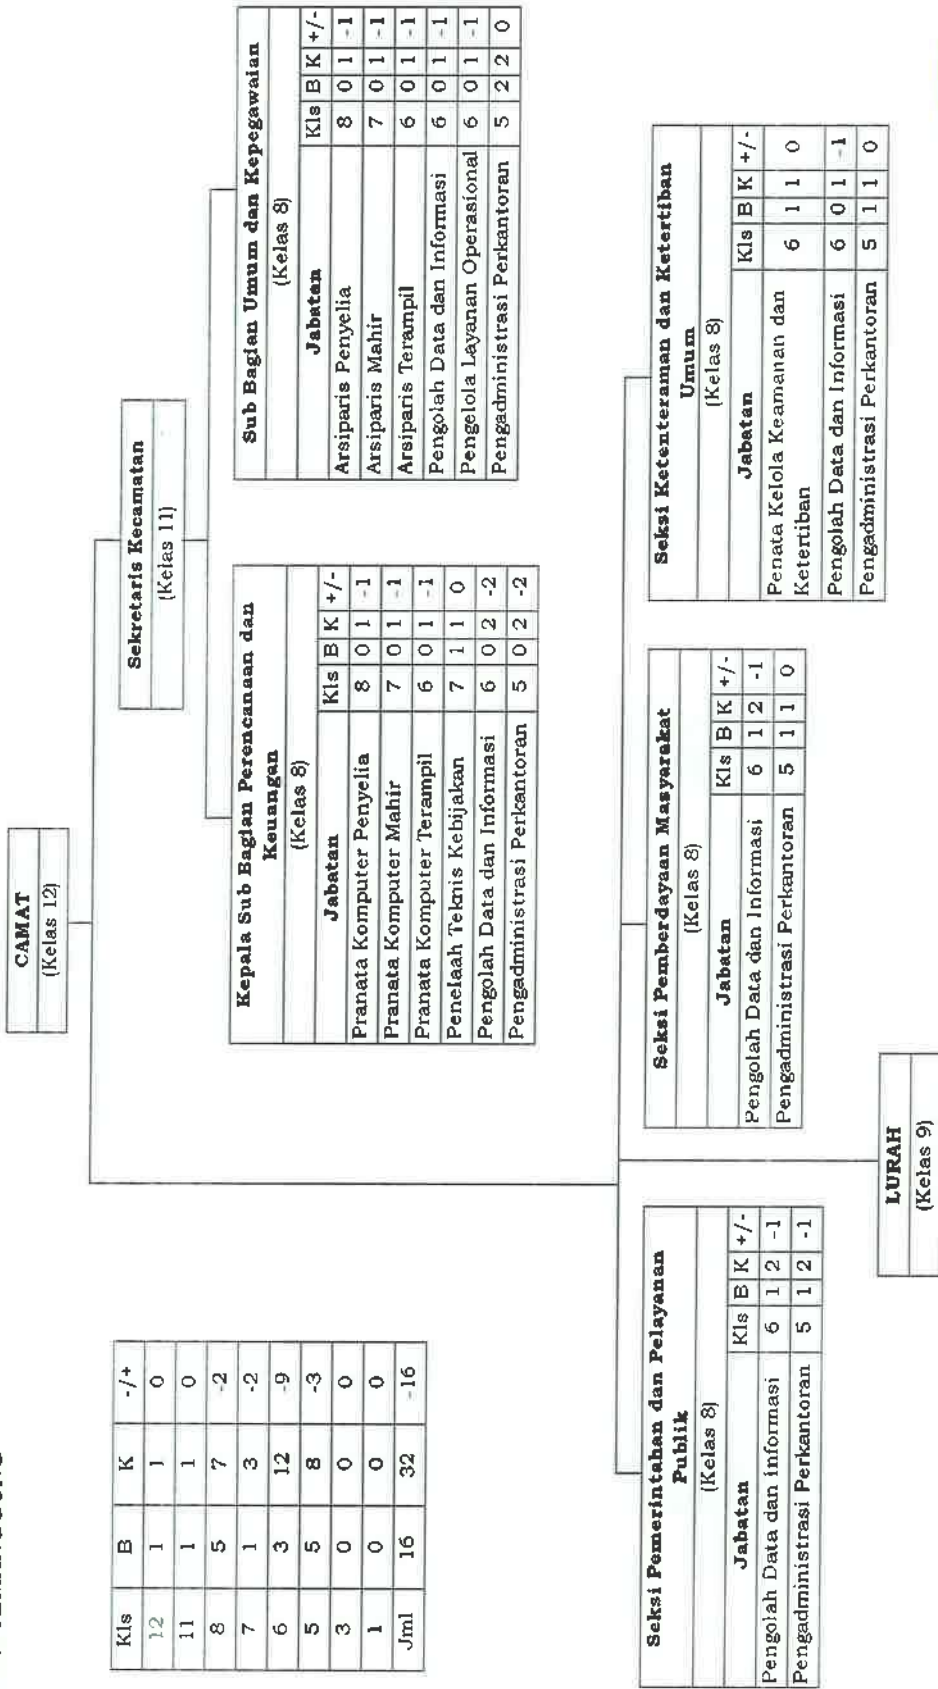 CAMAT
(Kelas 12)
Sekretaris Kecamatan
(Kelas 11)
Kls B K -/+
12 1 1 0
11 1 1 0
8 5 7 -2
7 1 3 -2
6 3 12 -9
5 5 8 -3
3 0 0 0
1 0 0 0
Jml 16 32 -16
Kepala Sub Bagian Perencanaan dan
Keuangan
(Kelas 8)
Jabatan Kls B K +/-
Pranata Komputer Penyelia 8 0 1 -1
Pranata Komputer Mahir 7 0 1 -1
Pranata Komputer Terampil 6 0 1 -1
Penelaah Teknis Kebijakan 7 1 1 0
Pengolah Data dan Informasi 6 0 2 -2
Pengadministrasi Perkantoran 5 0 2 -2
Sub Bagian Umum dan Kepegawaian
(Kelas 8)
Jabatan Kls B K +/-
Arsiparis Penyelia 8 0 1 -1
Arsiparis Mahir 7 0 1 -1
Arsiparis Terampil 6 0 1 -1
Pengolah Data dan Informasi 6 0 1 -1
Pengelola Layanan Operasional 6 0 1 -1
Pengadministrasi Perkantoran 5 2 2 0
Seksi Pemerintahan dan Pelayanan
Publik
(Kelas 8)
Jabatan Kls B K +/-
Pengolah Data dan informasi 6 1 2 -1
Pengadministrasi Perkantoran 5 1 2 -1
Seksi Pemberdayaan Masyarakat
(Kelas 8)
Jabatan Kls B K +/-
Pengolah Data dan Informasi 6 1 2 -1
Pengadministrasi Perkantoran 5 1 1 0
Seksi Ketenteraman dan Ketertiban
Umum
(Kelas 8)
Jabatan Kls B K +/-
Penata Kelola Keamanan dan
Ketertiban 6 1 1 0
Pengolah Data dan Informasi 6 0 1 -1
Pengadministrasi Perkantoran 5 1 1 0
LURAH
(Kelas 9)